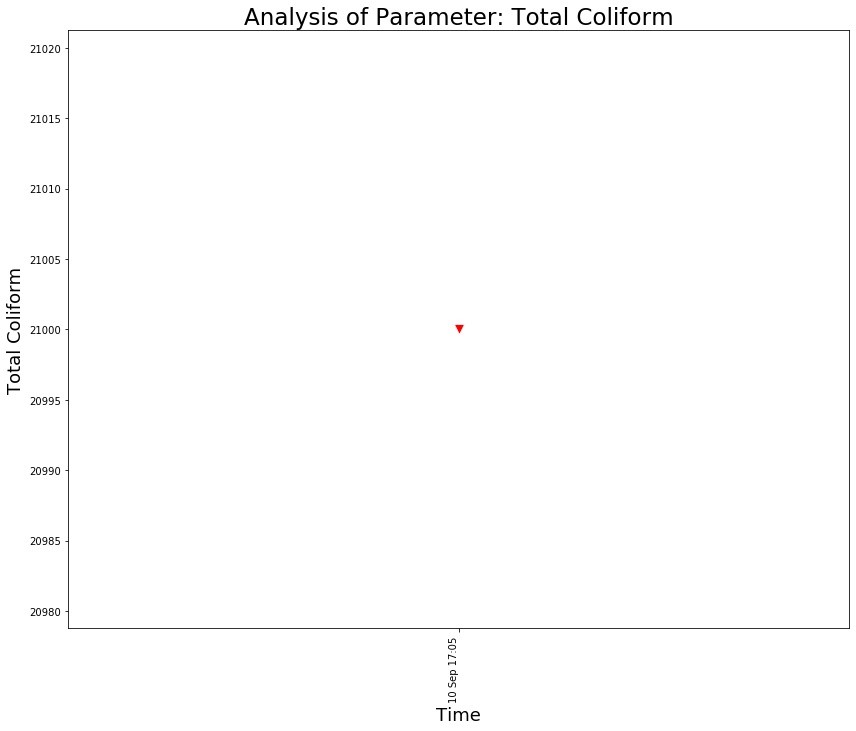 Analysis of Parameter: Total Coliform
21020
21015
21010
21005
21000
20995
20990
20985
20980
Total Coliform
10 Sep 17:05
Time